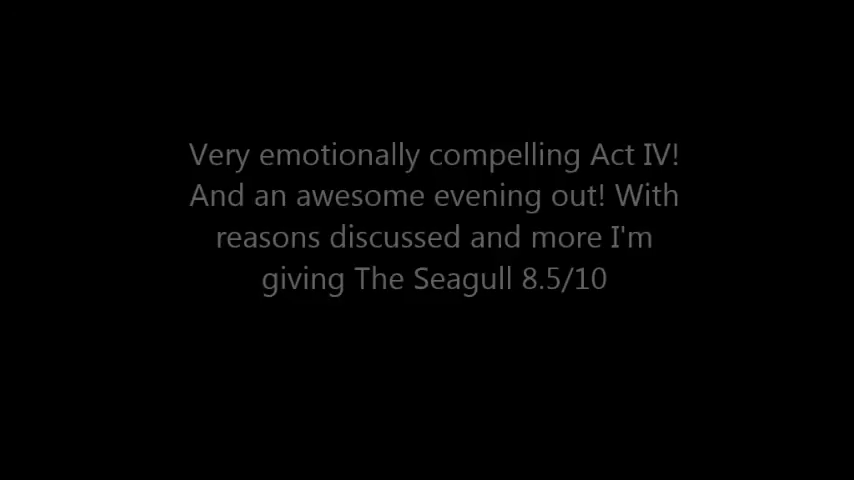 Very emotionally compelling Act IV!
And an awesome evening out! With
reasons discussed and more I'm
giving The Seagull 8.5/10